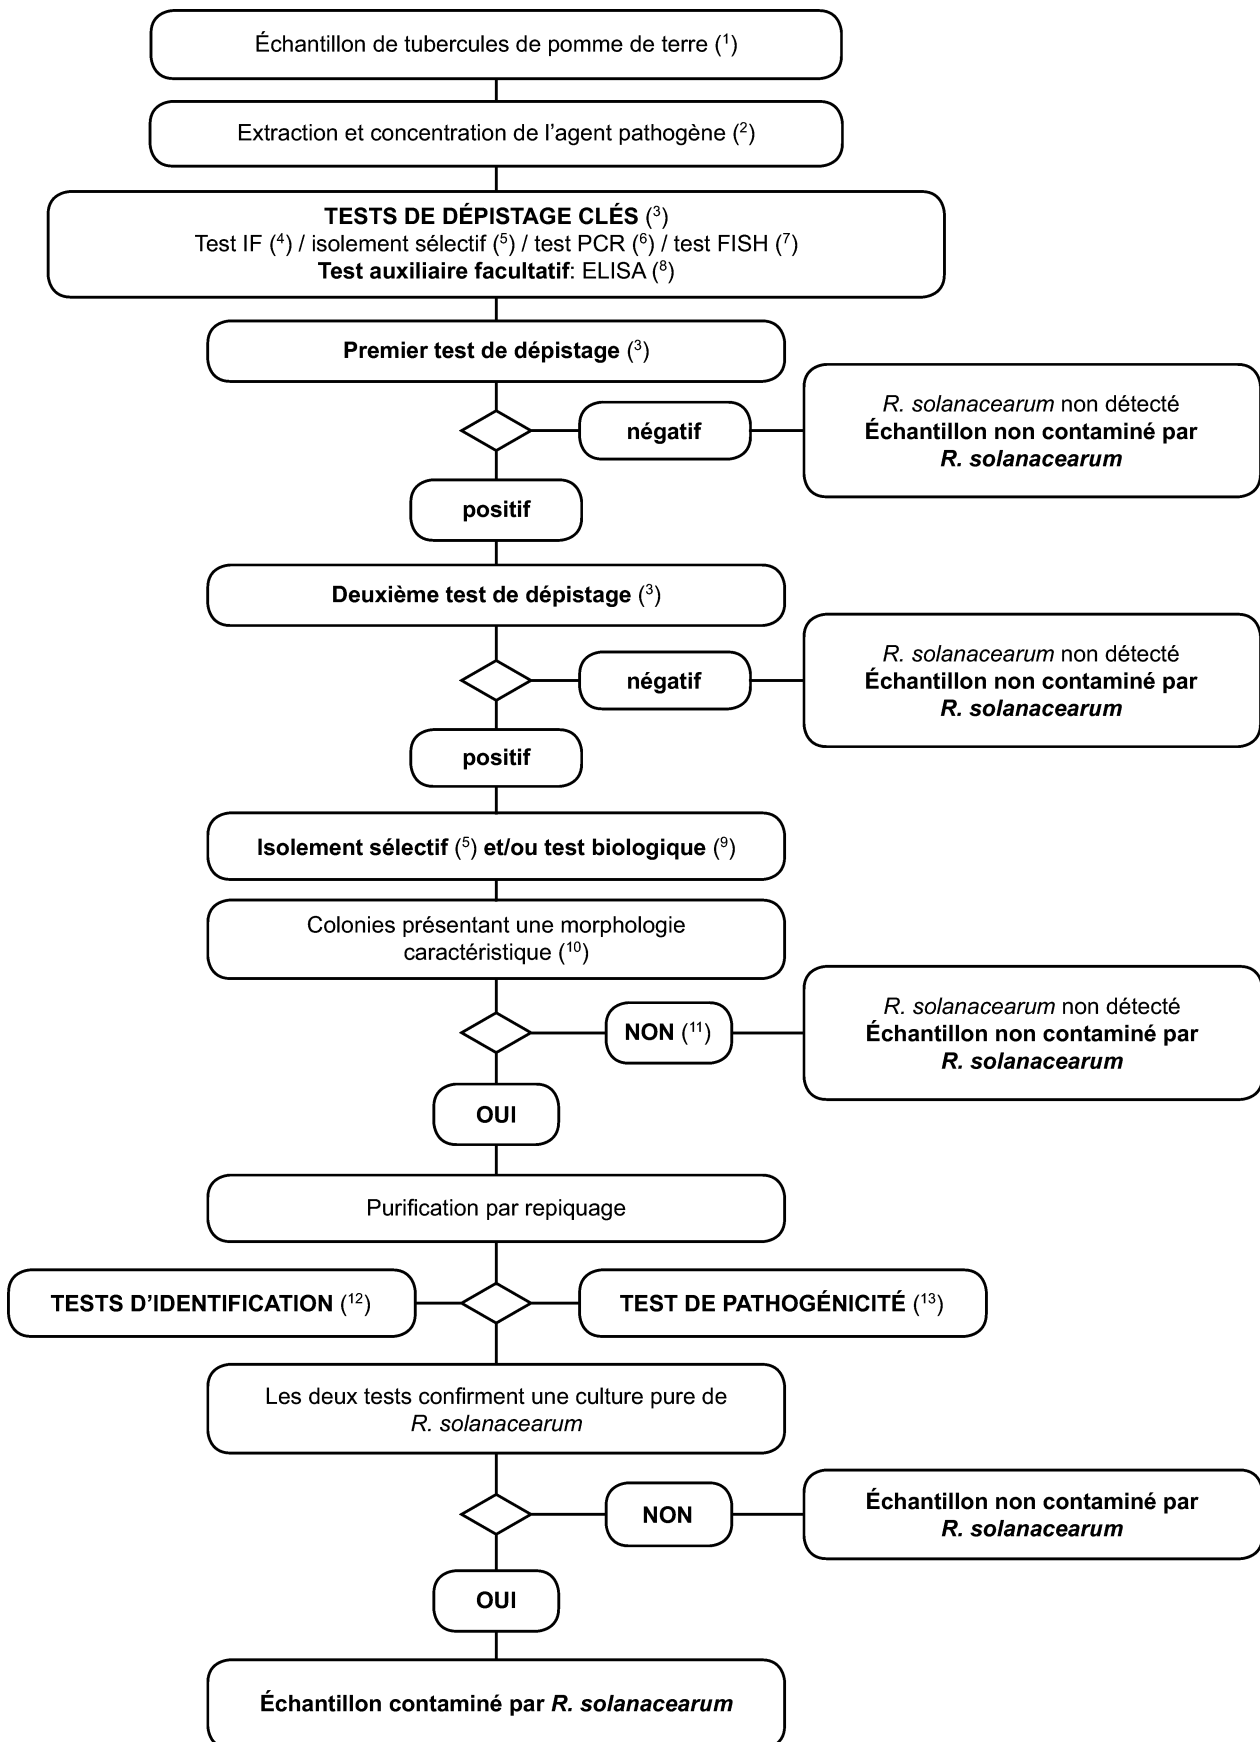 Échantillon de tubercules de pomme de terre (¹)
Extraction et concentration de l’agent pathogène (²)
TESTS DE DÉPISTAGE CLÉS (³)
Test IF (⁴) / isolement sélectif (⁵) / test PCR (⁶) / test FISH (⁷)
Test auxiliaire facultatif: ELISA (⁸)
Premier test de dépistage (³)
négatif
R. solanacearum non détecté
Échantillon non contaminé par
R. solanacearum
positif
Deuxième test de dépistage (³)
négatif
R. solanacearum non détecté
Échantillon non contaminé par
R. solanacearum
positif
Isolement sélectif (⁵) et/ou test biologique (⁹)
Colonies présentant une morphologie
caractéristique (¹⁰)
NON (¹¹)
R. solanacearum non détecté
Échantillon non contaminé par
R. solanacearum
OUI
Purification par repiquage
TESTS D’IDENTIFICATION (¹²)
TEST DE PATHOGÉNICITÉ (¹³)
Les deux tests confirment une culture pure de
R. solanacearum
NON
Échantillon non contaminé par
R. solanacearum
OUI
Échantillon contaminé par R. solanacearum